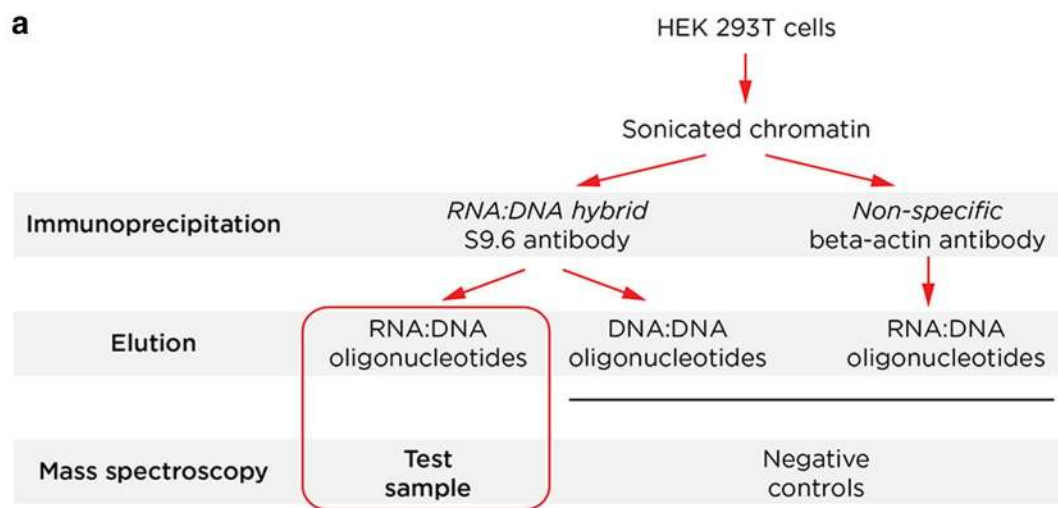 a
HEK 293T cells
Sonicated chromatin
Immunoprecipitation
RNA:DNA hybrid
S9.6 antibody
Non-specific
beta-actin antibody
Elution
RNA:DNA
oligonucleotides
DNA:DNA
oligonucleotides
RNA:DNA
oligonucleotides
Mass spectroscopy
Test
sample
Negative
controls